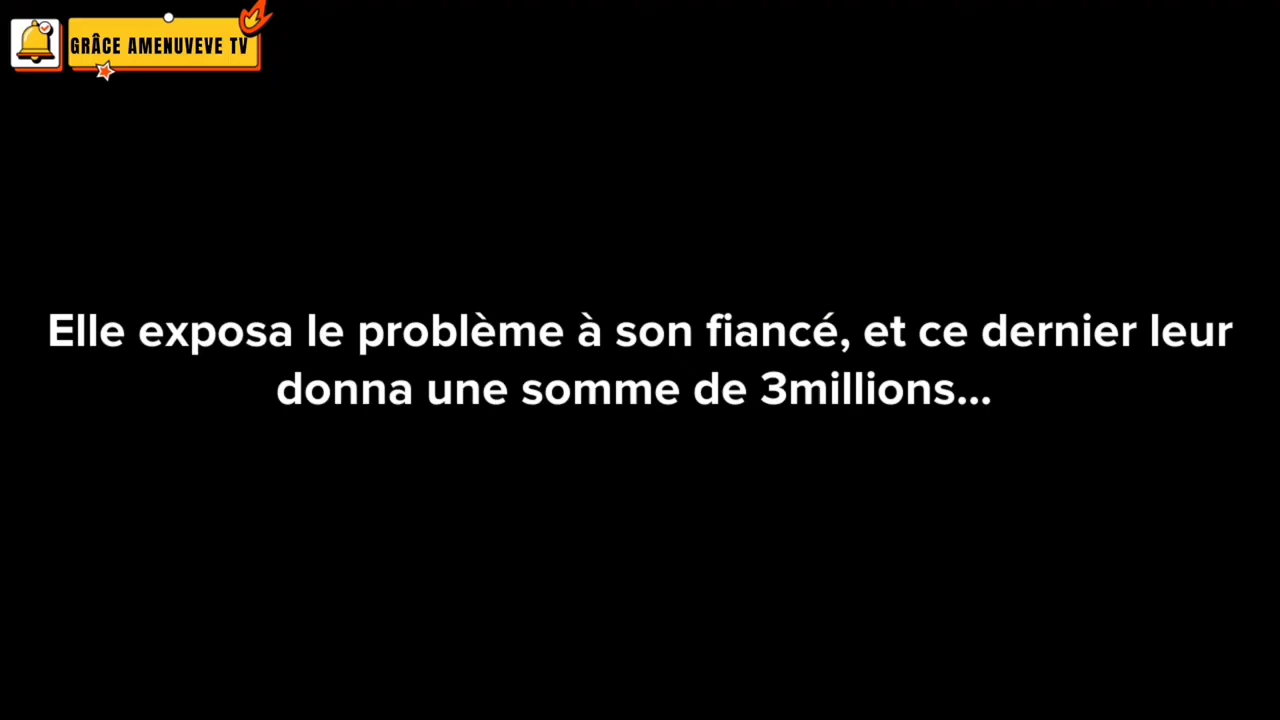 GRÂCE AMENUVEVE TV
Elle exposa le problème à son fiancé, et ce dernier leur
donna une somme de 3millions...